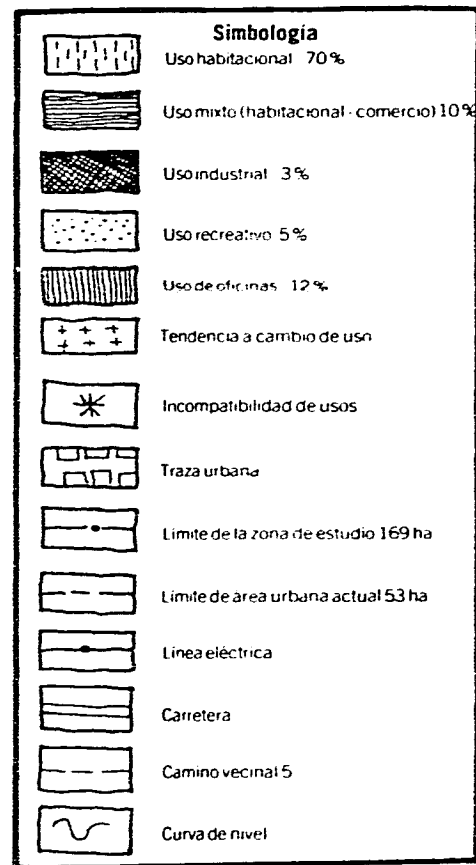 Simbología
Uso habitacional 70%
Uso mixto (habitacional - comercio) 10%
Uso industrial 3%
Uso recreativo 5%
Uso de oficinas 12%
Tendencia a cambio de uso
Incompatibilidad de usos
Traza urbana
Límite de la zona de estudio 169 ha
Límite de área urbana actual 53 ha
Línea eléctrica
Carretera
Camino vecinal 5
Curva de nivel